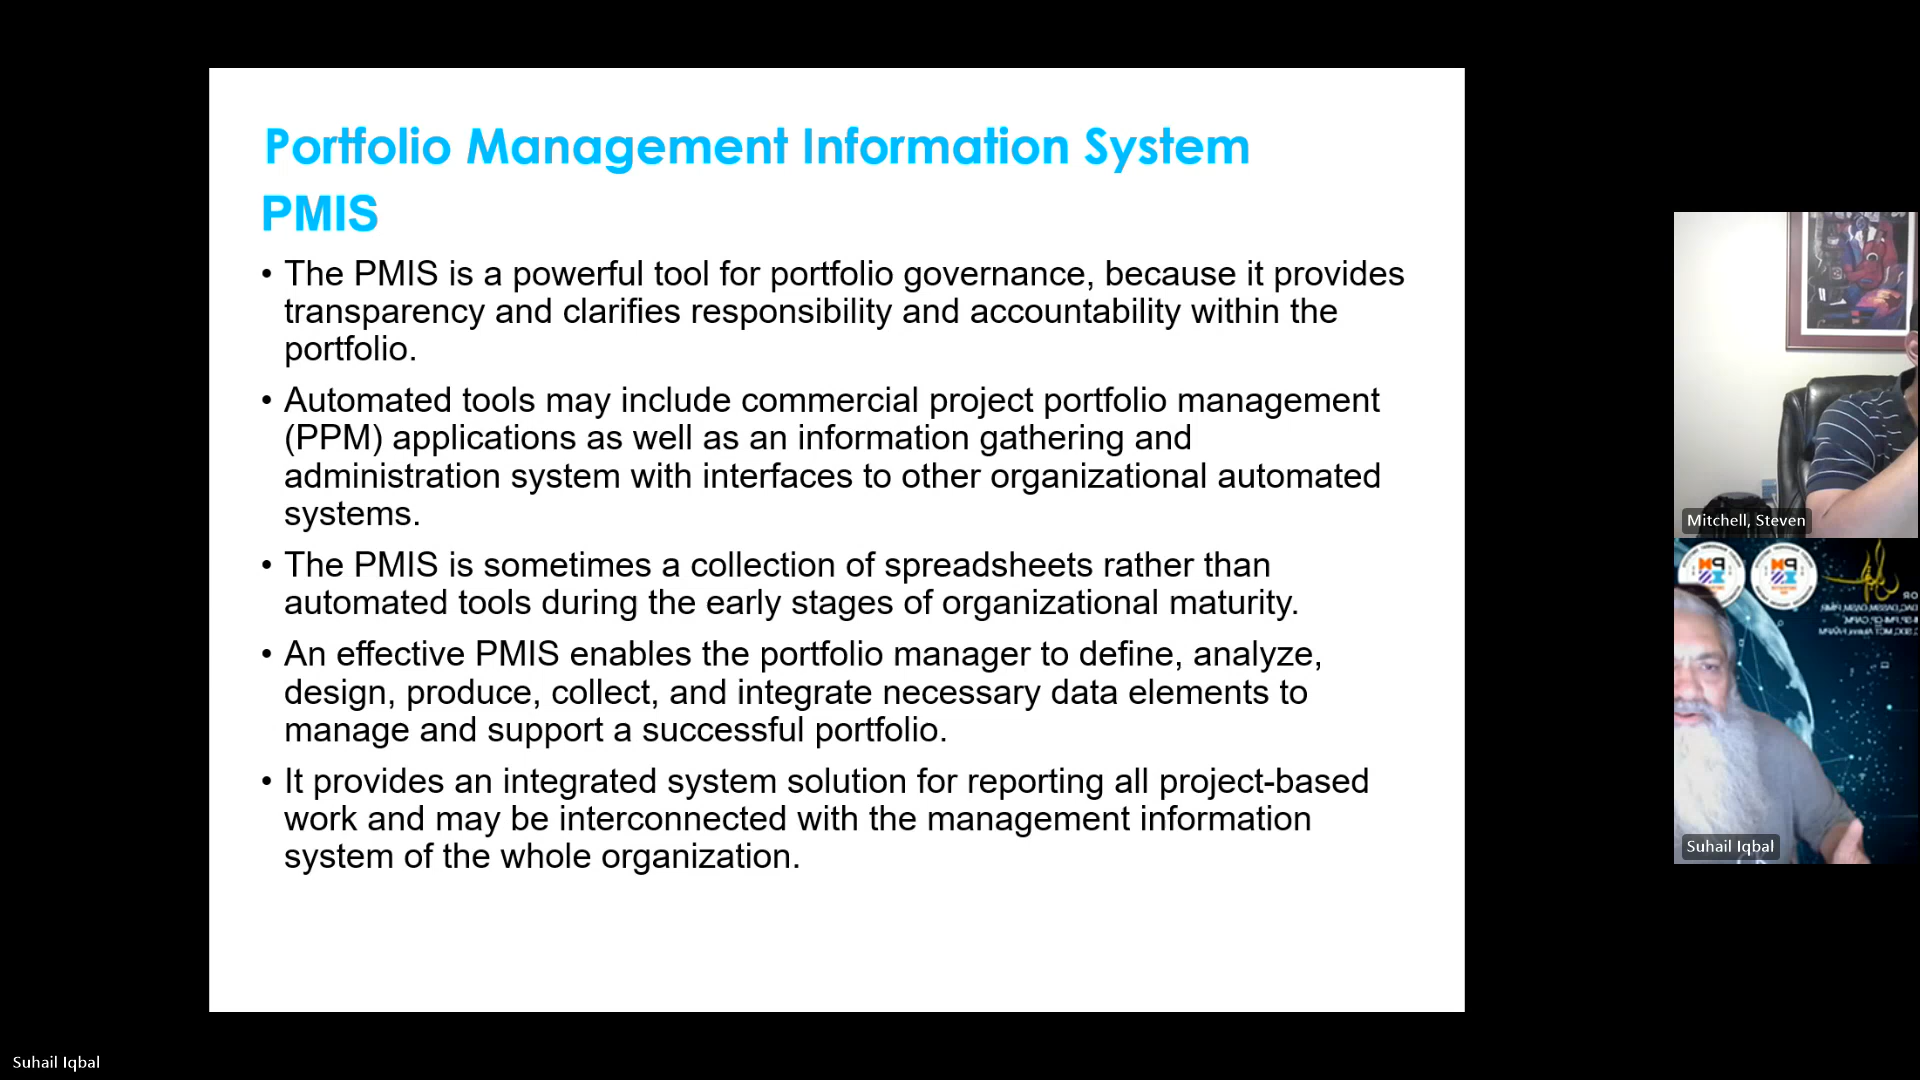 Portfolio Management Information System
PMIS
• The PMIS is a powerful tool for portfolio governance, because it provides
transparency and clarifies responsibility and accountability within the
portfolio.
• Automated tools may include commercial project portfolio management
(PPM) applications as well as an information gathering and
administration system with interfaces to other organizational automated
systems.
• The PMIS is sometimes a collection of spreadsheets rather than
automated tools during the early stages of organizational maturity.
• An effective PMIS enables the portfolio manager to define, analyze,
design, produce, collect, and integrate necessary data elements to
manage and support a successful portfolio.
• It provides an integrated system solution for reporting all project-based
work and may be interconnected with the management information
system of the whole organization.
Mitchell, Steven
Suhail Iqbal
Suhail Iqbal